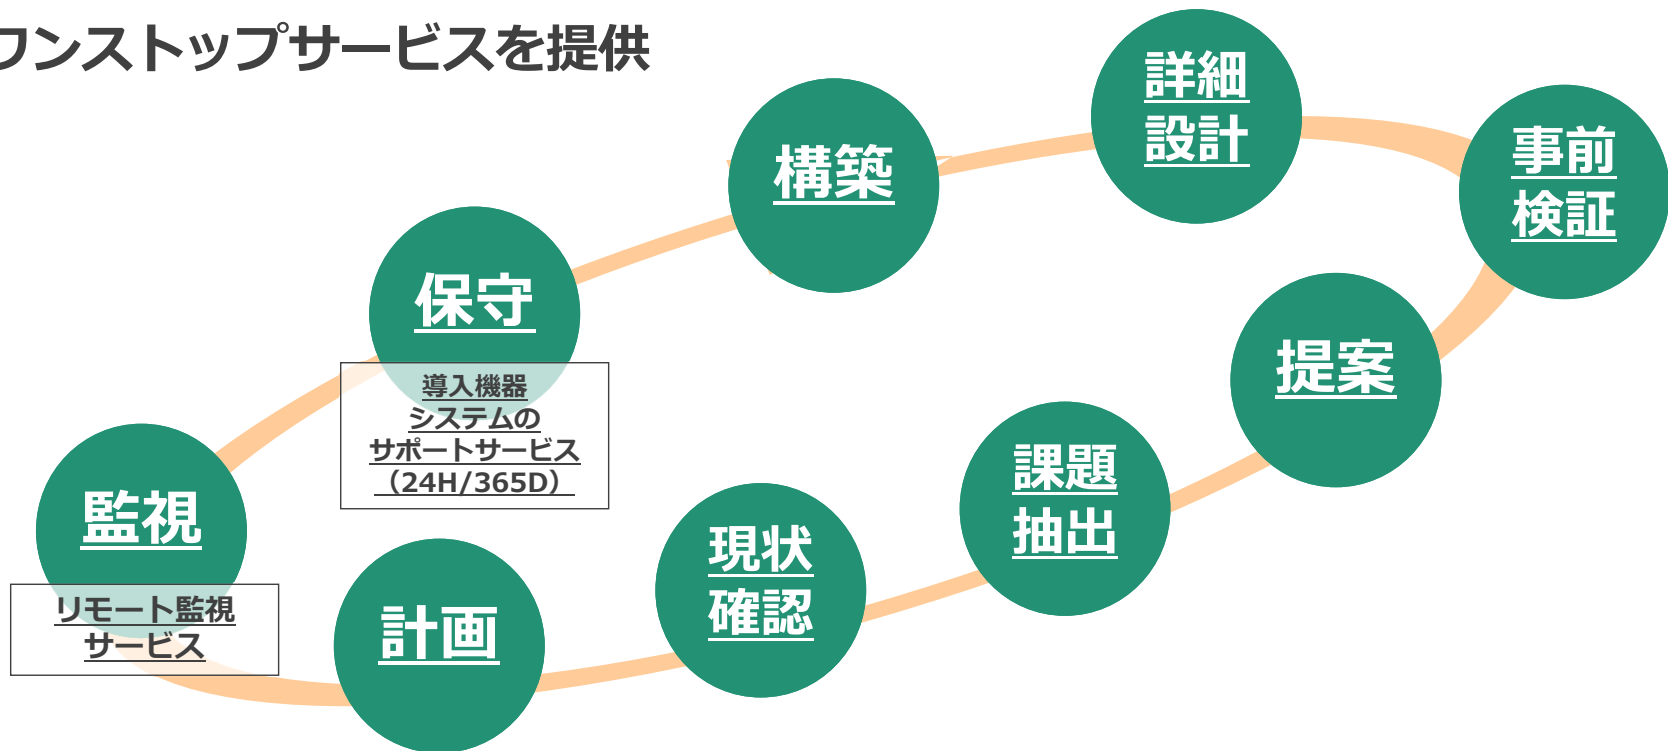 ワンストップサービスを提供
詳細
設計
事前
検証
構築
保守
導入機器
システムの
サポートサービス
（24H/365D）
提案
課題
抽出
現状
確認
監視
リモート監視
サービス
計画